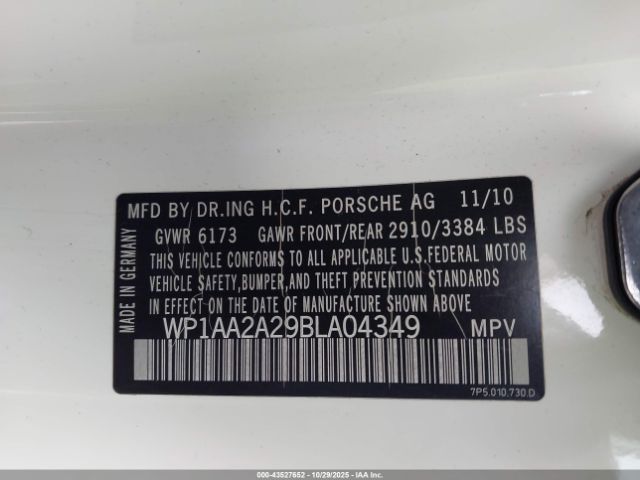 MADE IN GERMANY
MFD BY DR.ING H.C.F. PORSCHE AG 11/10
GVWR 6173 GAWR FRONT/REAR 2910/3384 LBS
THIS VEHICLE CONFORMS TO ALL APPLICABLE U.S.FEDERAL MOTOR
VEHICLE SAFETY,BUMPER,AND THEFT PREVENTION STANDARDS
IN EFFECT ON THE DATE OF MANUFACTURE SHOWN ABOVE
WP1AA2A29BLA04349 MPV
7P5.010.730.D
000-43527652 | 10/29/2025 - IAAI.com